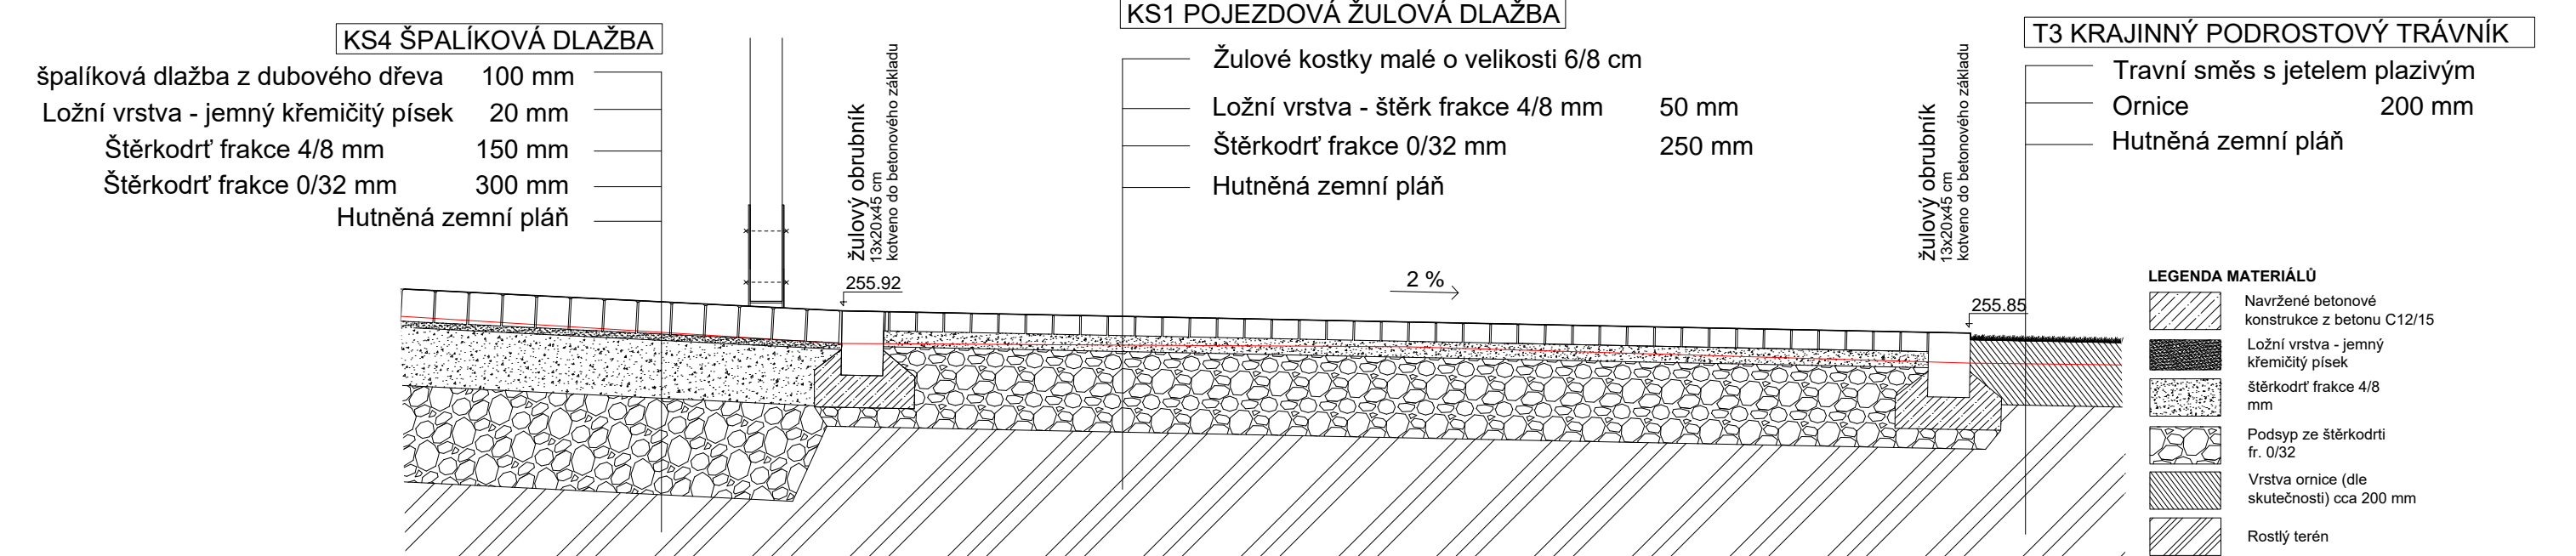 KS4 ŠPALÍKOVÁ DLAŽBA
špalíková dlažba z dubového dřeva 100 mm
Ložní vrstva - jemný křemičitý písek 20 mm
Štěrkodrť frakce 4/8 mm 150 mm
Štěrkodrť frakce 0/32 mm 300 mm
Hutněná zemní pláň
žulový obrubník
13x20x45 cm
kotveno do betonového základu
255.92
KS1 POJEZDOVÁ ŽULOVÁ DLAŽBA
Žulové kostky malé o velikosti 6/8 cm
Ložní vrstva - štěrk frakce 4/8 mm 50 mm
Štěrkodrť frakce 0/32 mm 250 mm
Hutněná zemní pláň
2 %
žulový obrubník
13x20x45 cm
kotveno do betonového základu
255.85
T3 KRAJINNÝ PODROSTOVÝ TRÁVNÍK
Travní směs s jetelem plazivým
Ornice 200 mm
Hutněná zemní pláň
LEGENDA MATERIÁLŮ
Navržené betonové
konstrukce z betonu C12/15
Ložní vrstva - jemný
křemičitý písek
štěrkodrť frakce 4/8
mm
Podsyp ze štěrkodrti
fr. 0/32
Vrstva ornice (dle
skutečnosti) cca 200 mm
Rostlý terén